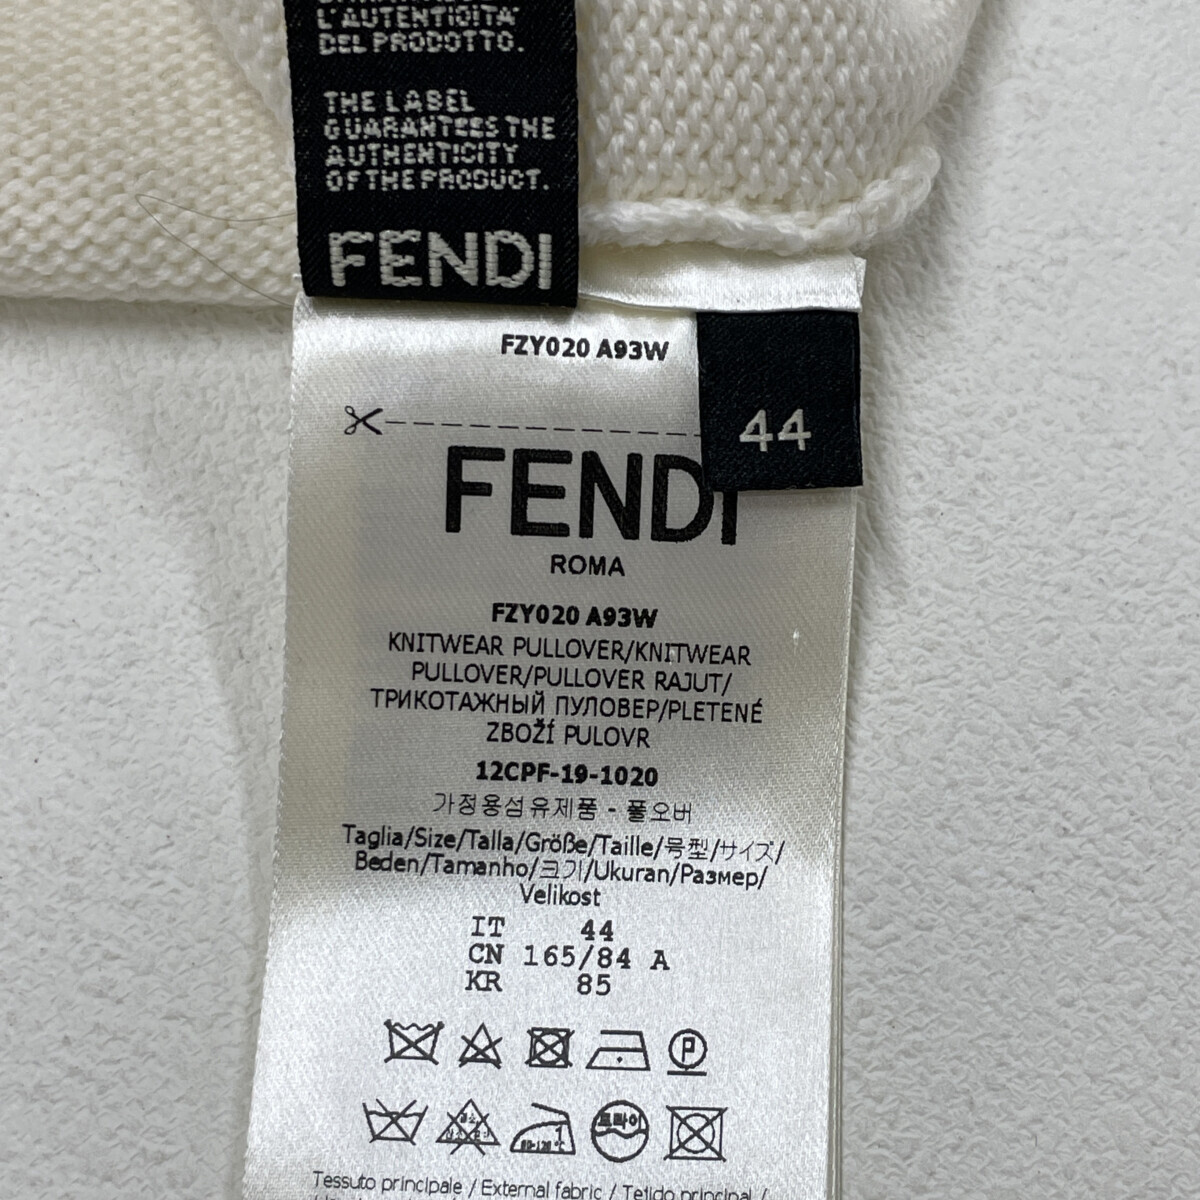 L'AUTENTICITA'
DEL PRODOTTO.
THE LABEL
GUARANTEES THE
AUTHENTICITY
OF THE PRODUCT.
FENDI
FZY020 A93W
44
FENDI
ROMA
FZY020 A93W
KNITWEAR PULLOVER/KNITWEAR
PULLOVER/PULLOVER RAJUT/
ТРИКОТАЖНЫЙ ПУЛОВЕР/PLETENÉ
ZBOŽÍ PULOVR
12CPF-19-1020
가정용섬유제품 - 풀오버
Taglia/Size/Talla/Größe/Taille/号型/サイズ/
Beden/Tamanho/크기/Ukuran/Размер/
Velikost
IT 44
CN 165/84 A
KR 85
P
드라이
Tessuto principale / External fabric / Tejido principal /